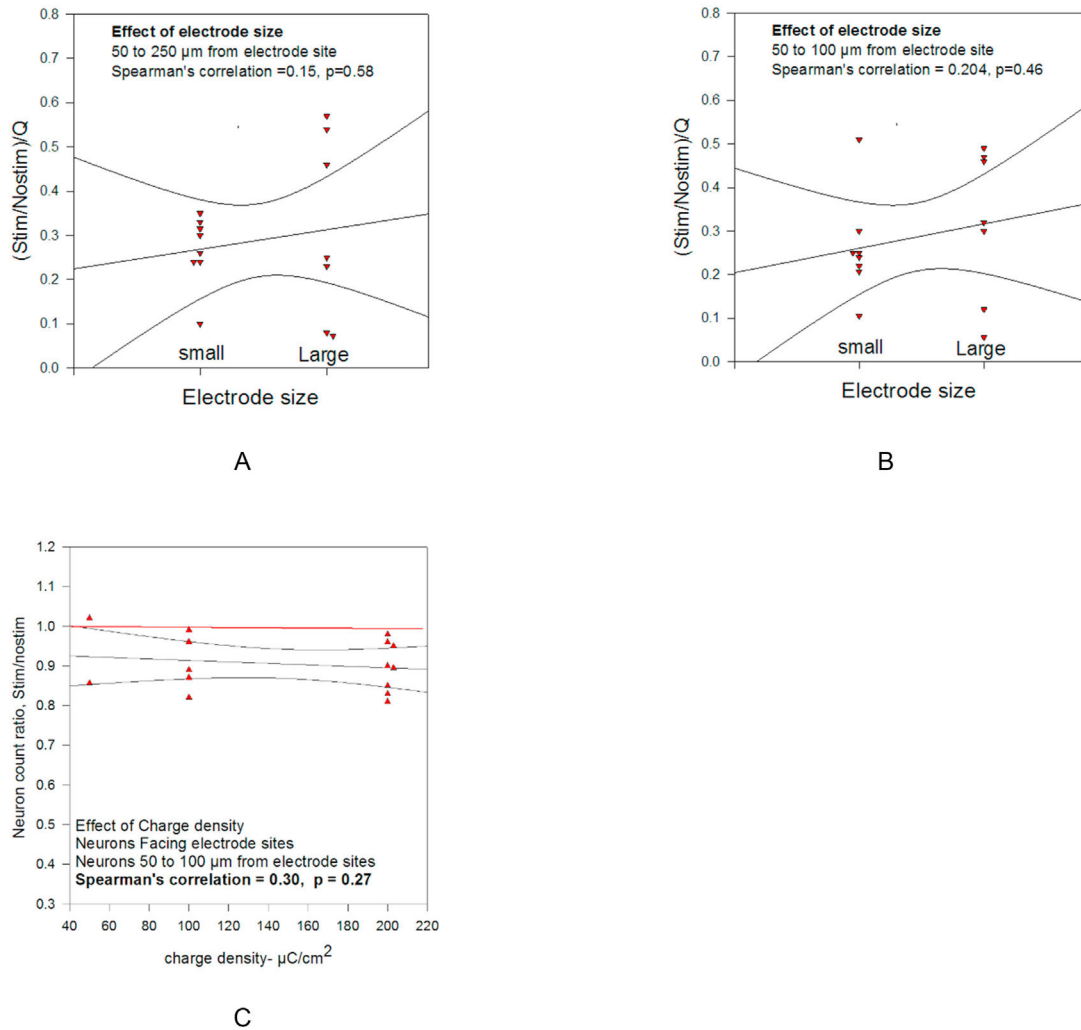 0.8
0.7
0.6
0.5
0.4
0.3
0.2
0.1
0.0
(Stim/Nostim)/Q
Effect of electrode size
50 to 250 µm from electrode site
Spearman's correlation =0.15, p=0.58
small
Large
Electrode size
A
0.8
0.7
0.6
0.5
0.4
0.3
0.2
0.1
0.0
(Stim/Nostim)/Q
Effect of electrode size
50 to 100 µm from electrode site
Spearman's correlation = 0.204, p=0.46
small
Large
Electrode size
B
1.2
1.1
1.0
0.9
0.8
0.7
0.6
0.5
0.4
0.3
Neuron count ratio, Stim/nostim
Effect of Charge density
Neurons Facing electrode sites
Neurons 50 to 100 µm from electrode sites
Spearman's correlation = 0.30, p = 0.27
40 60 80 100 120 140 160 180 200 220
charge density- µC/cm²
C